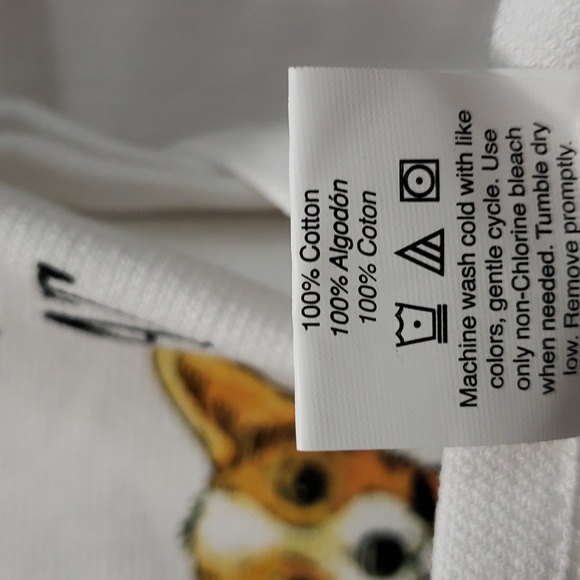 100% Cotton
100% Algodón
100% Coton
Machine wash cold with like
colors, gentle cycle. Use
only non-Chlorine bleach
when needed. Tumble dry
low. Remove promptly.